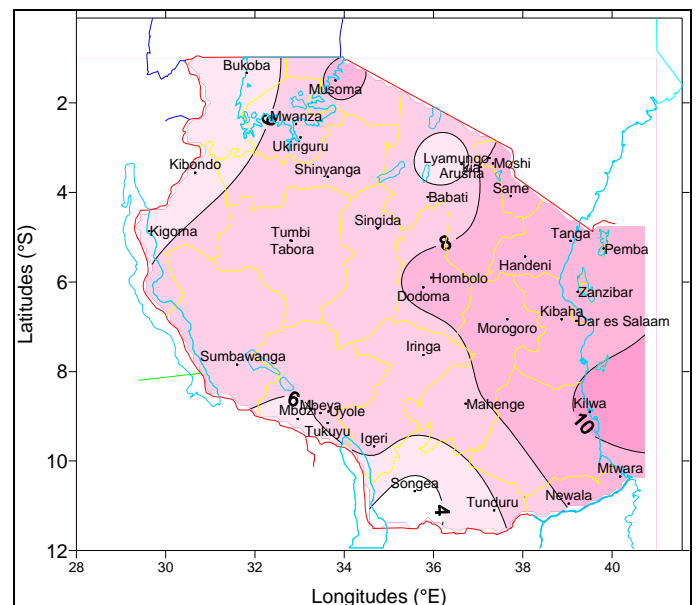 Bukoba
Musoma
2
6
Mwanza
Ukiriguru
Lyamungo
Kibondo
Moshi
Shinyanga
Arusha
Same
4
Babati
Singida
Kigoma
Tumbi
Tanga
8
Tabora
Pemba
Handeni
6
Hombolo
Dodoma
Zanzibar
Kibaha
Morogoro
Dar es Salaam
Iringa
Sumbawanga
8
6
Mbeya
Mbozi
Uyole
Mahenge
Kilwa
10
Tukuyu
Igeri
10
Mtwara
Songea
Tunduru
Newala
4
12
28
30
32
34
36
38
40
Latitudes (°S)
Longitudes (°E)